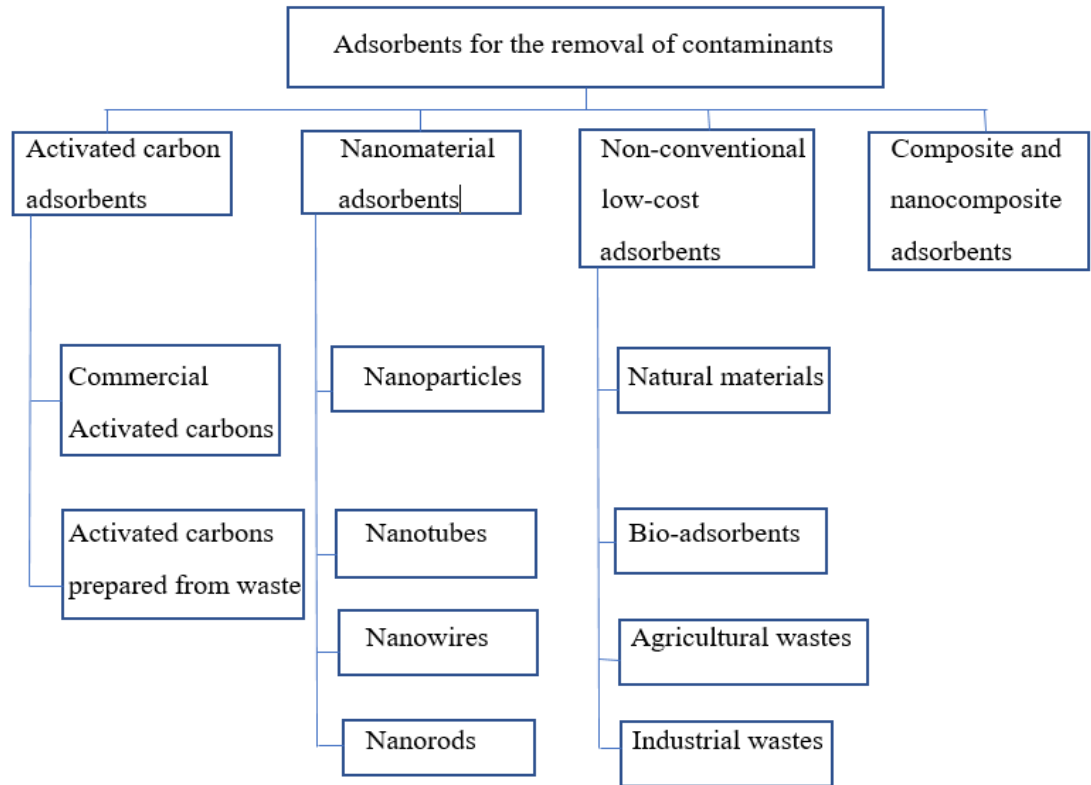 Adsorbents for the removal of contaminants
Activated carbon
adsorbents
Nanomaterial
adsorbents
Non-conventional
low-cost
adsorbents
Composite and
nanocomposite
adsorbents
Commercial
Activated carbons
Activated carbons
prepared from waste
Nanoparticles
Nanotubes
Nanowires
Nanorods
Natural materials
Bio-adsorbents
Agricultural wastes
Industrial wastes